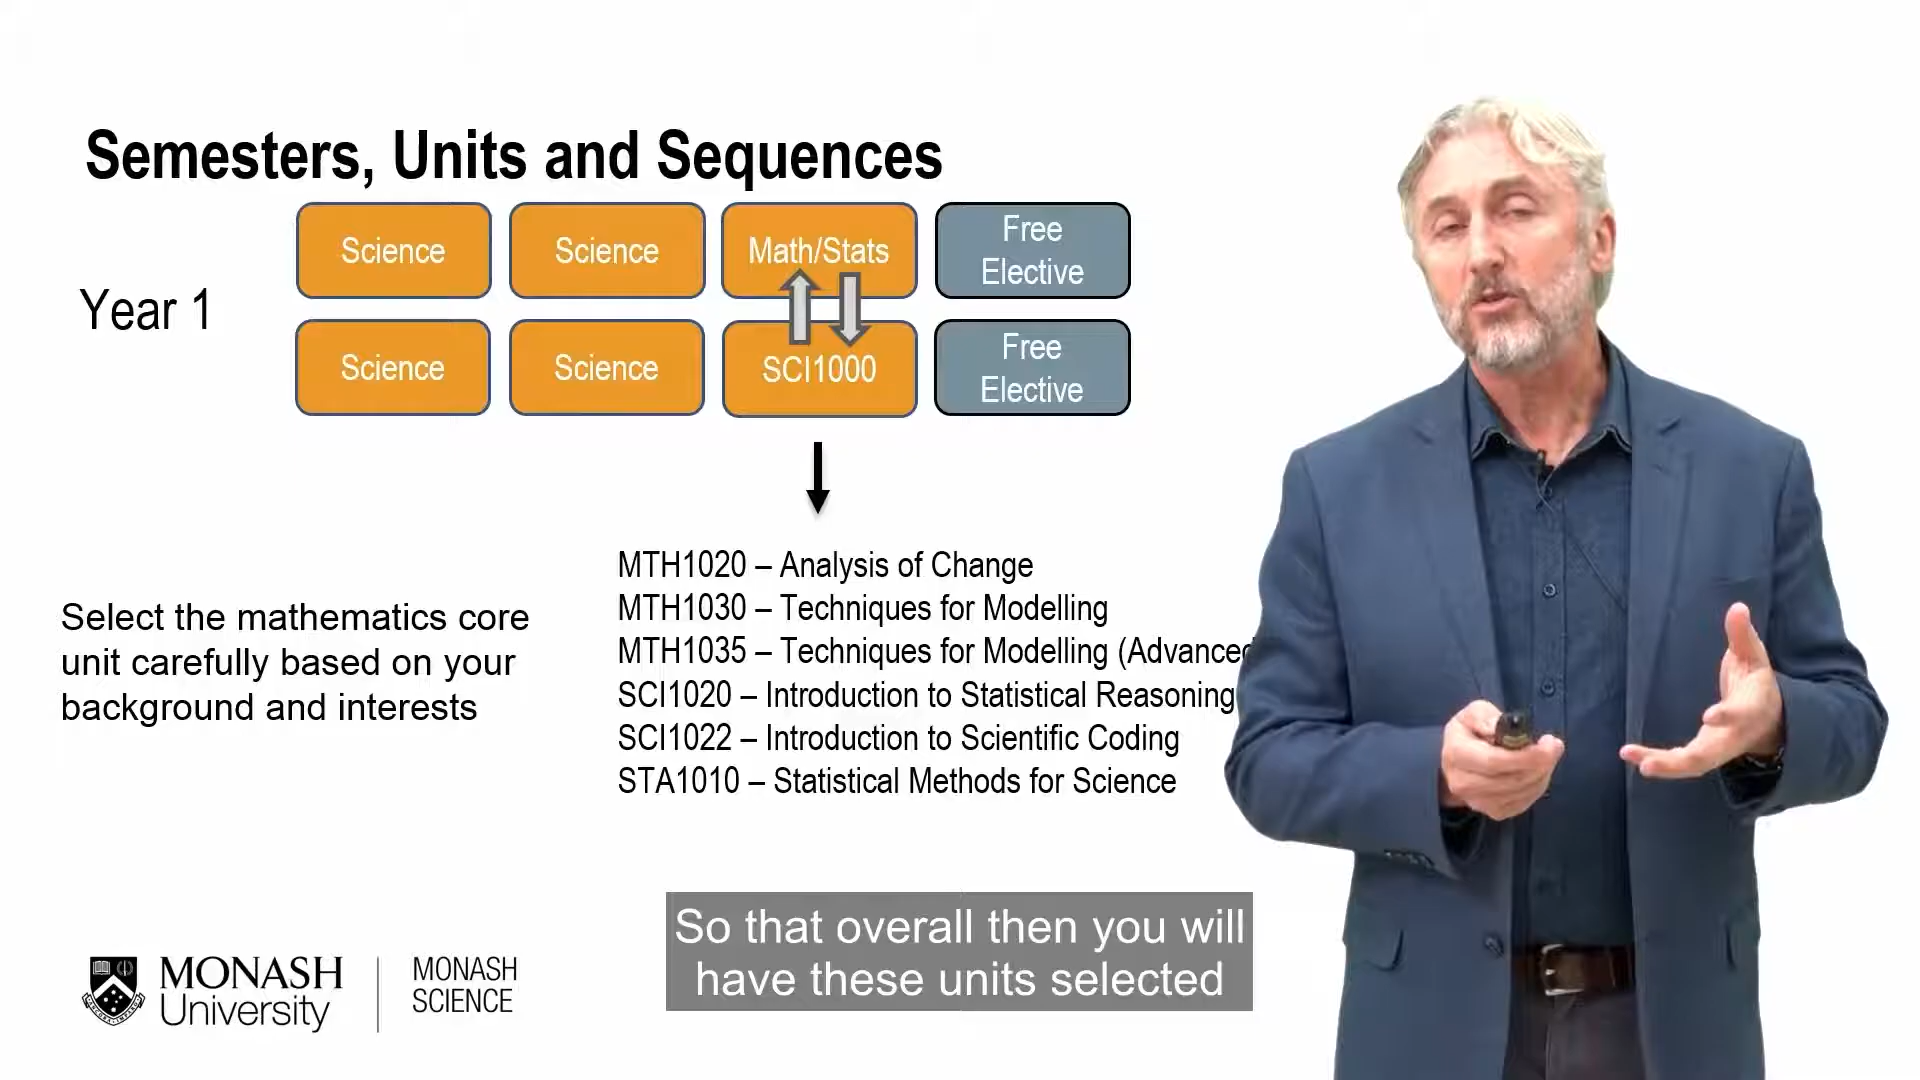 Semesters, Units and Sequences
Year 1
Science
Science
Math/Stats
Free
Elective
Science
Science
SCI1000
Free
Elective
Select the mathematics core
unit carefully based on your
background and interests
MTH1020 – Analysis of Change
MTH1030 – Techniques for Modelling
MTH1035 – Techniques for Modelling (Advanced
SCI1020 – Introduction to Statistical Reasoning
SCI1022 – Introduction to Scientific Coding
STA1010 – Statistical Methods for Science
So that overall then you will
have these units selected
MONASH
University
MONASH
SCIENCE